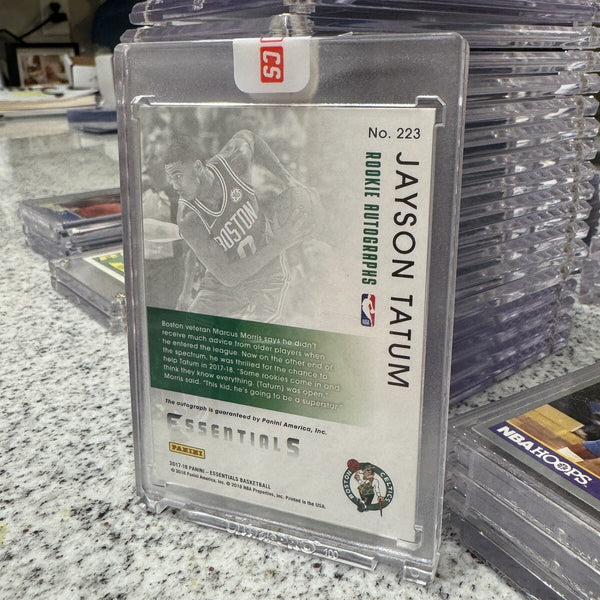 CS
No. 223
JAYSON TATUM
ROOKIE AUTOGRAPHS
BOSTON
0
Boston veteran Marcus Morris says he didn't
receive much advice from older players when
he entered the league. Now on the other end of
the spectrum, he was thrilled for the chance to
help Tatum in 2017-18. "Some rookies come in and
think they know everything. (Tatum) was open,"
Morris said. "This kid, he's going to be a superstar."
The autograph is guaranteed by Panini America, Inc.
ESSENTIALS
PANINI
2017-18 PANINI – ESSENTIALS BASKETBALL
© 2018 Panini America, Inc. © 2018 NBA Properties, Inc. Printed in the USA.
BOSTON
CELTICS
NBA HOOPS